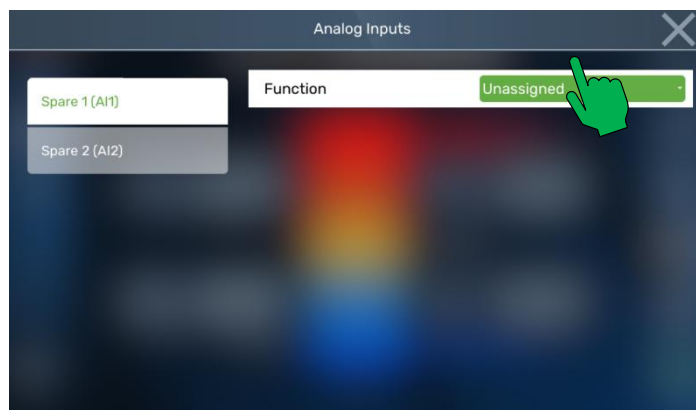 Analog Inputs
Spare 1 (AI1)
Function
Unassigned
Spare 2 (AI2)